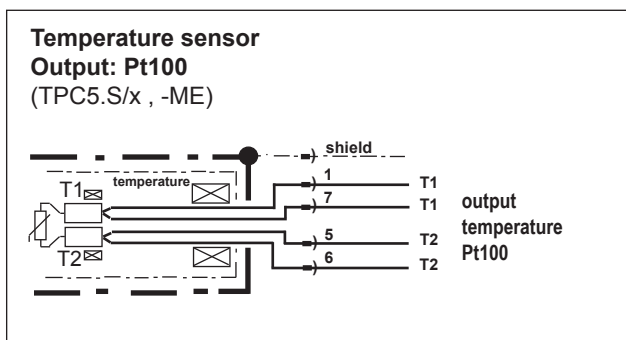 Temperature sensor
Output: Pt100
(TPC5.S/x , -ME)
shield
T1 temperature 1 T1
7 T1 output
temperature
5 T2 Pt100
T2 6 T2